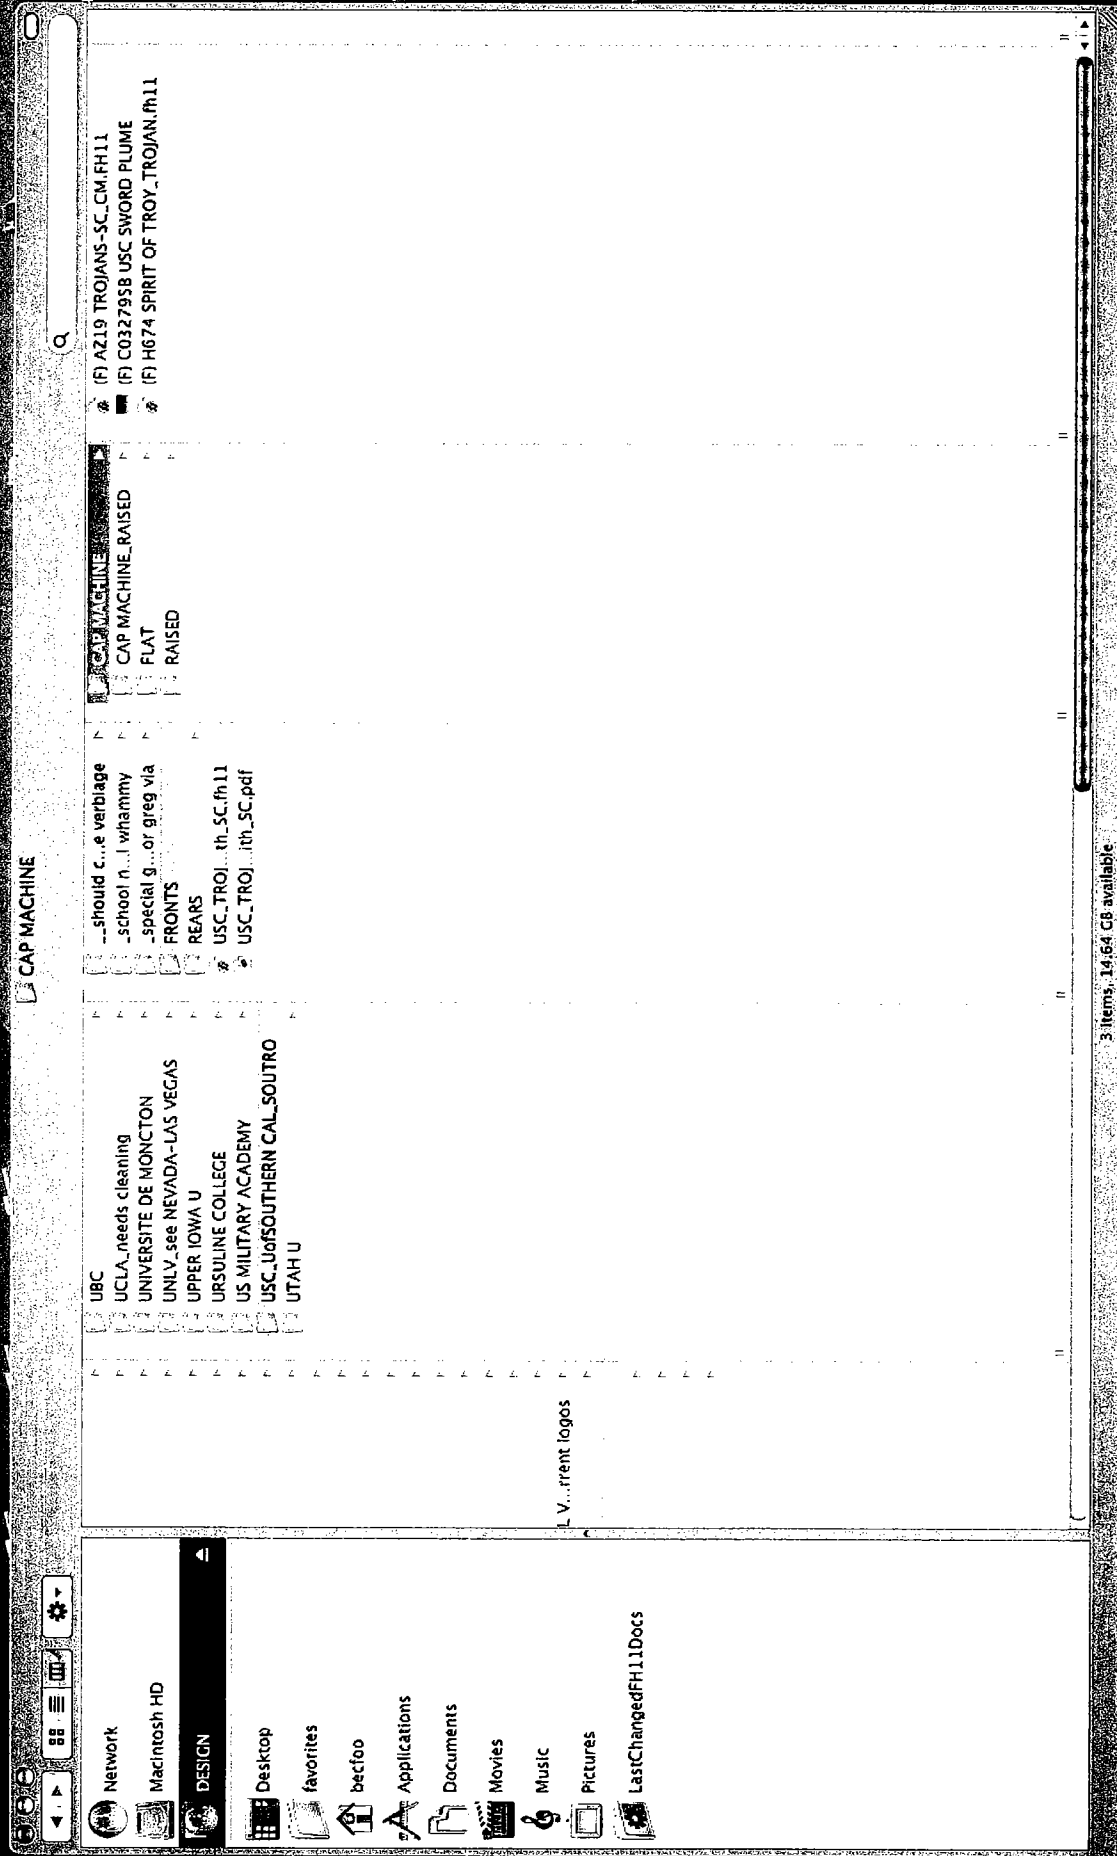 CAP MACHINE
Network
Macintosh HD
DESIGN
Desktop
favorites
becfoo
Applications
Documents
Movies
Music
Pictures
LastChangedFH11Docs
L V...rrent logos
UBC
UCLA_needs cleaning
UNIVERSITE DE MONCTON
UNLV_see NEVADA-LAS VEGAS
UPPER IOWA U
URSULINE COLLEGE
US MILITARY ACADEMY
USC_UofSOUTHERN CAL_SOUTRO
UTAH U
__should c...e verbiage
_school n...l whammy
_special g...or greg via
FRONTS
REARS
USC_TROJ...th_SC.fh11
USC_TROJ...ith_SC.pdf
CAP MACHINE
CAP MACHINE_RAISED
FLAT
RAISED
(F) A219 TROJANS-SC_CM.FH11
(F) C03279SB USC SWORD PLUME
(F) H674 SPIRIT OF TROY_TROJAN.fh11
3 items, 14.64 GB available